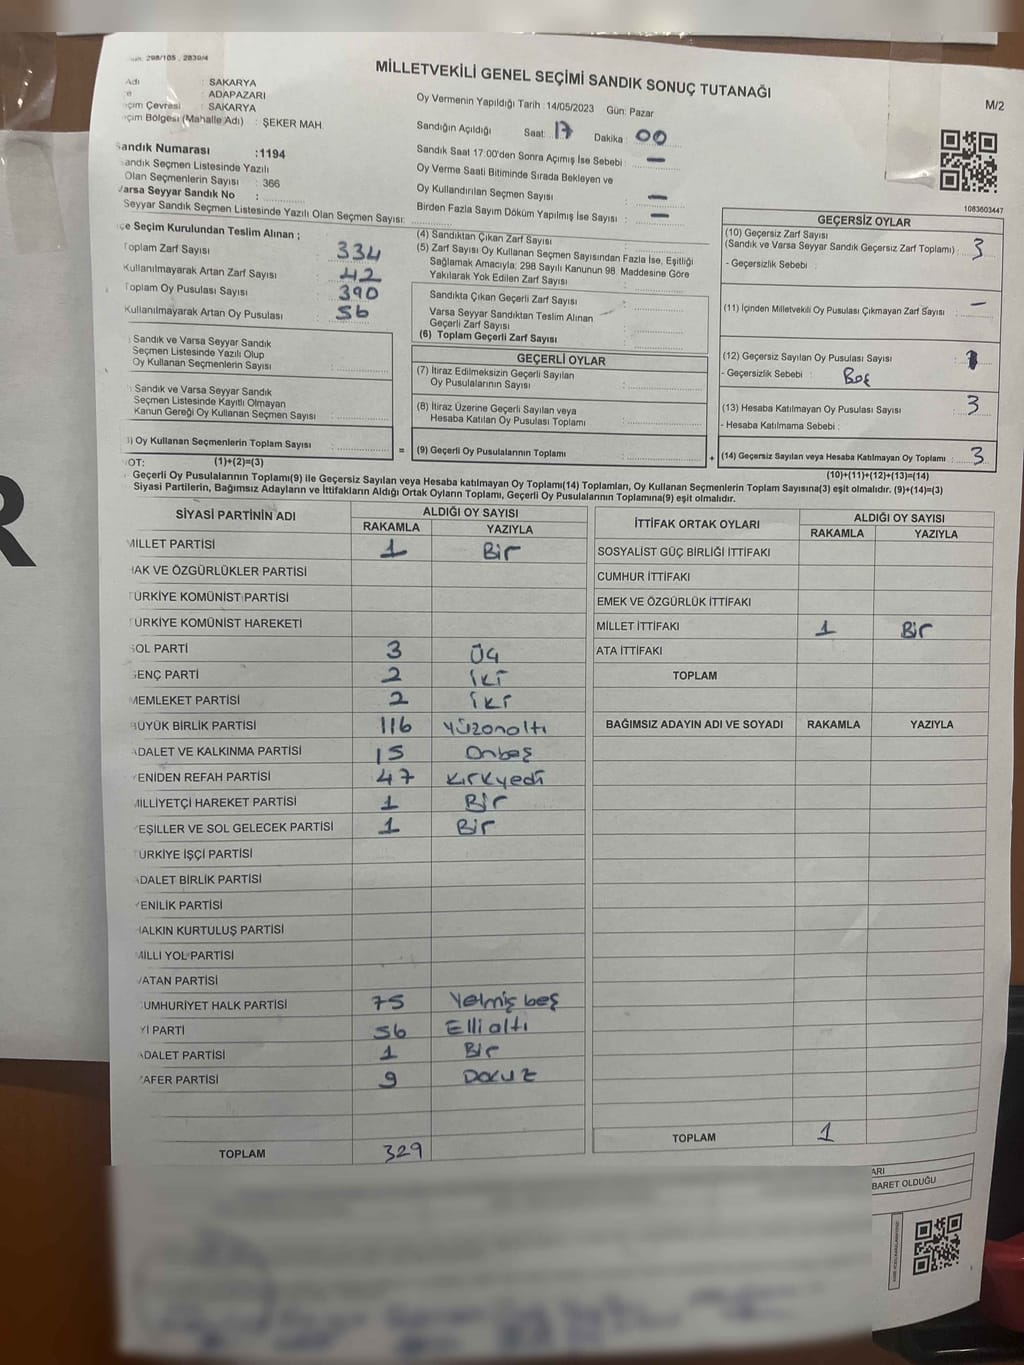 298/105 , 2839/4
MİLLETVEKİLİ GENEL SEÇİMİ SANDIK SONUÇ TUTANAĞI
M/2
Adı : SAKARYA
: ADAPAZARI
çim Çevresi : SAKARYA
çim Bölgesi (Mahalle Adı) : ŞEKER MAH.
Oy Vermenin Yapıldığı Tarih : 14/05/2023 Gün: Pazar
Sandığın Açıldığı Saat: 17 Dakika : 00
Sandık Saat 17:00'den Sonra Açımış İse Sebebi : —
Oy Verme Saati Bitiminde Sırada Bekleyen ve
Oy Kullandırılan Seçmen Sayısı : —
Birden Fazla Sayım Döküm Yapılmış İse Sayısı : —
Sandık Numarası :1194
Sandık Seçmen Listesinde Yazılı
Olan Seçmenlerin Sayısı : 366
Varsa Seyyar Sandık No :
Seyyar Sandık Seçmen Listesinde Yazılı Olan Seçmen Sayısı:
1083603447
çe Seçim Kurulundan Teslim Alınan ;
Toplam Zarf Sayısı : 334
Kullanılmayarak Artan Zarf Sayısı : 42
Toplam Oy Pusulası Sayısı : 390
Kullanılmayarak Artan Oy Pusulası : 56
(4) Sandıktan Çıkan Zarf Sayısı :
(5) Zarf Sayısı Oy Kullanan Seçmen Sayısından Fazla İse, Eşitliği
Sağlamak Amacıyla; 298 Sayılı Kanunun 98. Maddesine Göre
Yakılarak Yok Edilen Zarf Sayısı :
Sandıkta Çıkan Geçerli Zarf Sayısı :
Varsa Seyyar Sandıktan Teslim Alınan
Geçerli Zarf Sayısı :
(6) Toplam Geçerli Zarf Sayısı
GEÇERSİZ OYLAR
(10) Geçersiz Zarf Sayısı
(Sandık ve Varsa Seyyar Sandık Geçersiz Zarf Toplamı) : 3
- Geçersizlik Sebebi :
(11) İçinden Milletvekili Oy Pusulası Çıkmayan Zarf Sayısı : —
(12) Geçersiz Sayılan Oy Pusulası Sayısı :
- Geçersizlik Sebebi : Boş
(13) Hesaba Katılmayan Oy Pusulası Sayısı : 3
- Hesaba Katılmama Sebebi :
(14) Geçersiz Sayılan veya Hesaba Katılmayan Oy Toplamı : 3
(10)+(11)+(12)+(13)=(14)
) Sandık ve Varsa Seyyar Sandık
Seçmen Listesinde Yazılı Olup
Oy Kullanan Seçmenlerin Sayısı :
) Sandık ve Varsa Seyyar Sandık
Seçmen Listesinde Kayıtlı Olmayan
Kanun Gereği Oy Kullanan Seçmen Sayısı :
) Oy Kullanan Seçmenlerin Toplam Sayısı : =
GEÇERLİ OYLAR
(7) İtiraz Edilmeksizin Geçerli Sayılan
Oy Pusulalarının Sayısı :
(8) İtiraz Üzerine Geçerli Sayılan veya
Hesaba Katılan Oy Pusulası Toplamı :
(9) Geçerli Oy Pusulalarının Toplamı : +
NOT: (1)+(2)=(3)
Geçerli Oy Pusulalarının Toplamı(9) ile Geçersiz Sayılan veya Hesaba katılmayan Oy Toplamı(14) Toplamları, Oy Kullanan Seçmenlerin Toplam Sayısına(3) eşit olmalıdır. (9)+(14)=(3)
Siyasi Partilerin, Bağımsız Adayların ve İttifakların Aldığı Ortak Oyların Toplamı, Geçerli Oy Pusulalarının Toplamına(9) eşit olmalıdır.
SİYASİ PARTİNİN ADI ALDIĞI OY SAYISI
RAKAMLA YAZIYLA
MİLLET PARTİSİ 1 Bir
HAK VE ÖZGÜRLÜKLER PARTİSİ
TÜRKİYE KOMÜNİST PARTİSİ
TÜRKİYE KOMÜNİST HAREKETİ
SOL PARTİ 3 Üç
GENÇ PARTİ 2 İki
MEMLEKET PARTİSİ 2 İki
BÜYÜK BİRLİK PARTİSİ 116 Yüzonaltı
ADALET VE KALKINMA PARTİSİ 15 Onbeş
YENİDEN REFAH PARTİSİ 47 Kırkyedi
MİLLİYETÇİ HAREKET PARTİSİ 1 Bir
YEŞİLLER VE SOL GELECEK PARTİSİ 1 Bir
TÜRKİYE İŞÇİ PARTİSİ
ADALET BİRLİK PARTİSİ
YENİLİK PARTİSİ
HALKIN KURTULUŞ PARTİSİ
MİLLİ YOL PARTİSİ
VATAN PARTİSİ
CUMHURİYET HALK PARTİSİ 75 Yetmiş beş
İYİ PARTİ 56 Elli altı
ADALET PARTİSİ 1 Bir
ZAFER PARTİSİ 9 Dokuz
TOPLAM 329
İTTİFAK ORTAK OYLARI ALDIĞI OY SAYISI
RAKAMLA YAZIYLA
SOSYALİST GÜÇ BİRLİĞİ İTTİFAKI
CUMHUR İTTİFAKI
EMEK VE ÖZGÜRLÜK İTTİFAKI
MİLLET İTTİFAKI 1 Bir
ATA İTTİFAKI
TOPLAM
BAĞIMSIZ ADAYIN ADI VE SOYADI RAKAMLA YAZIYLA
TOPLAM 1
ARI
BARET OLDUĞU